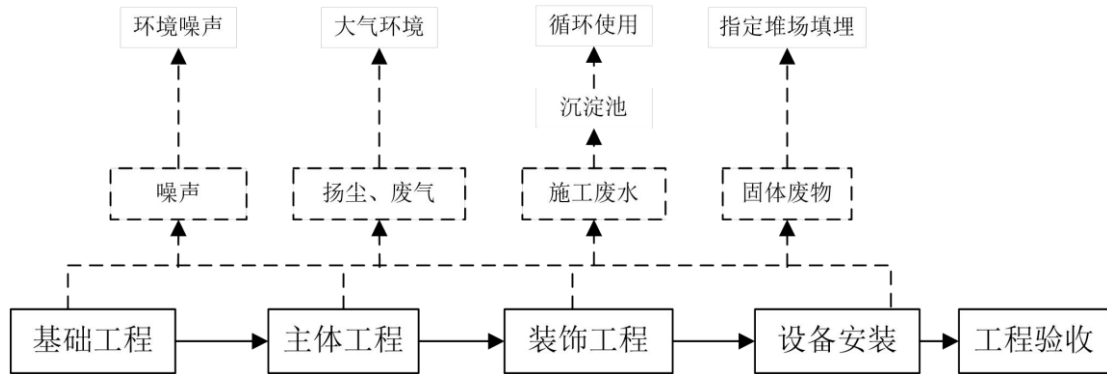 环境噪声
大气环境
循环使用
指定堆场填埋
沉淀池
噪声
扬尘、废气
施工废水
固体废物
基础工程
主体工程
装饰工程
设备安装
工程验收